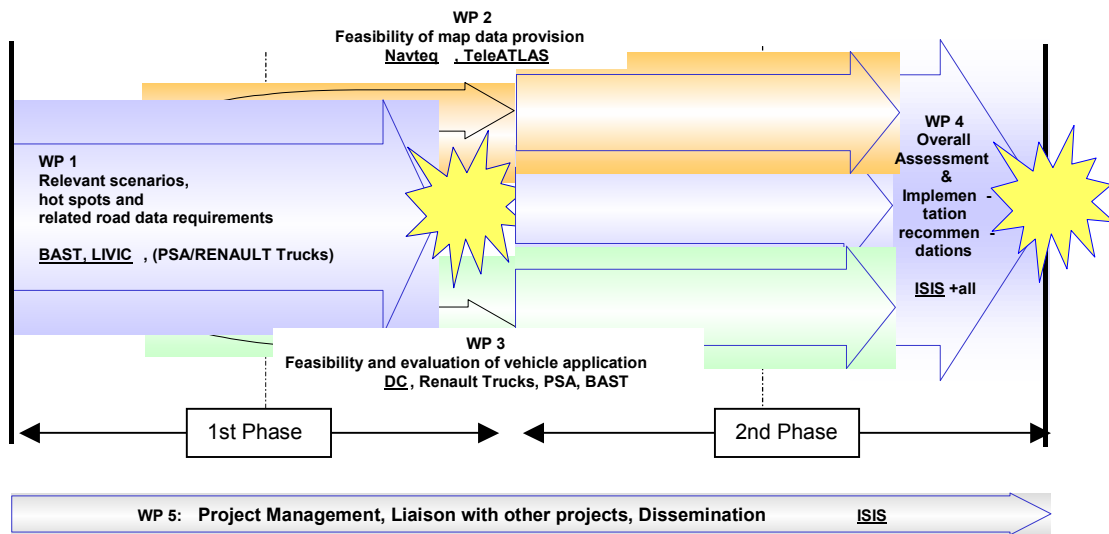 WP 2
Feasibility of map data provision
Navteq , TeleATLAS
WP 1
Relevant scenarios,
hot spots and
related road data requirements
BAST, LIVIC , (PSA/RENAULT Trucks)
WP 4
Overall
Assessment
&
Implemen -
tation
recommen -
dations
ISIS +all
WP 3
Feasibility and evaluation of vehicle application
DC , Renault Trucks, PSA, BAST
1st Phase
2nd Phase
WP 5: Project Management, Liaison with other projects, Dissemination ISIS